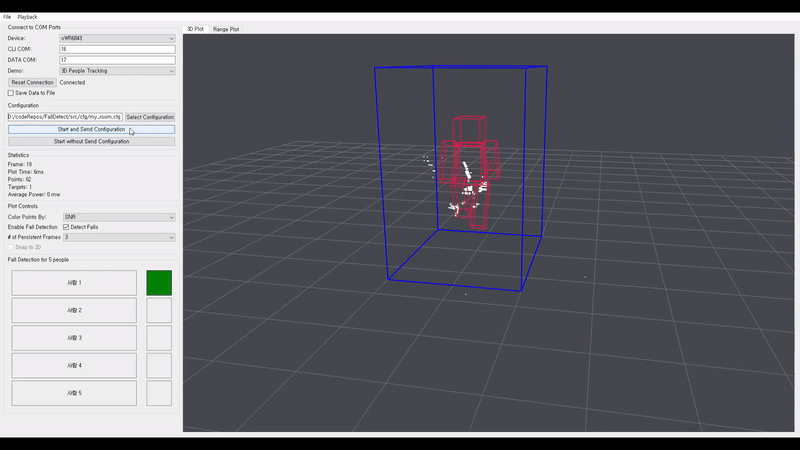 File Playback
Connect to COM Ports
Device: xWR6843
CLI COM: 16
DATA COM: 17
Demo: 3D People Tracking
Reset Connection Connected
Save Data to File
Configuration
D:/codeRepos/FallDetect/src/cfg/my_room.cfg Select Configuration
Start and Send Configuration
Start without Send Configuration
Statistics
Frame: 19
Plot Time: 6ms
Points: 62
Targets: 1
Average Power: 0 mw
Plot Controls
Color Points By: SNR
Enable Fall Detection Detect Falls
# of Persistent Frames 3
Snap to 2D
Fall Detection for 5 people
사람 1
사람 2
사람 3
사람 4
사람 5
3D Plot Range Plot